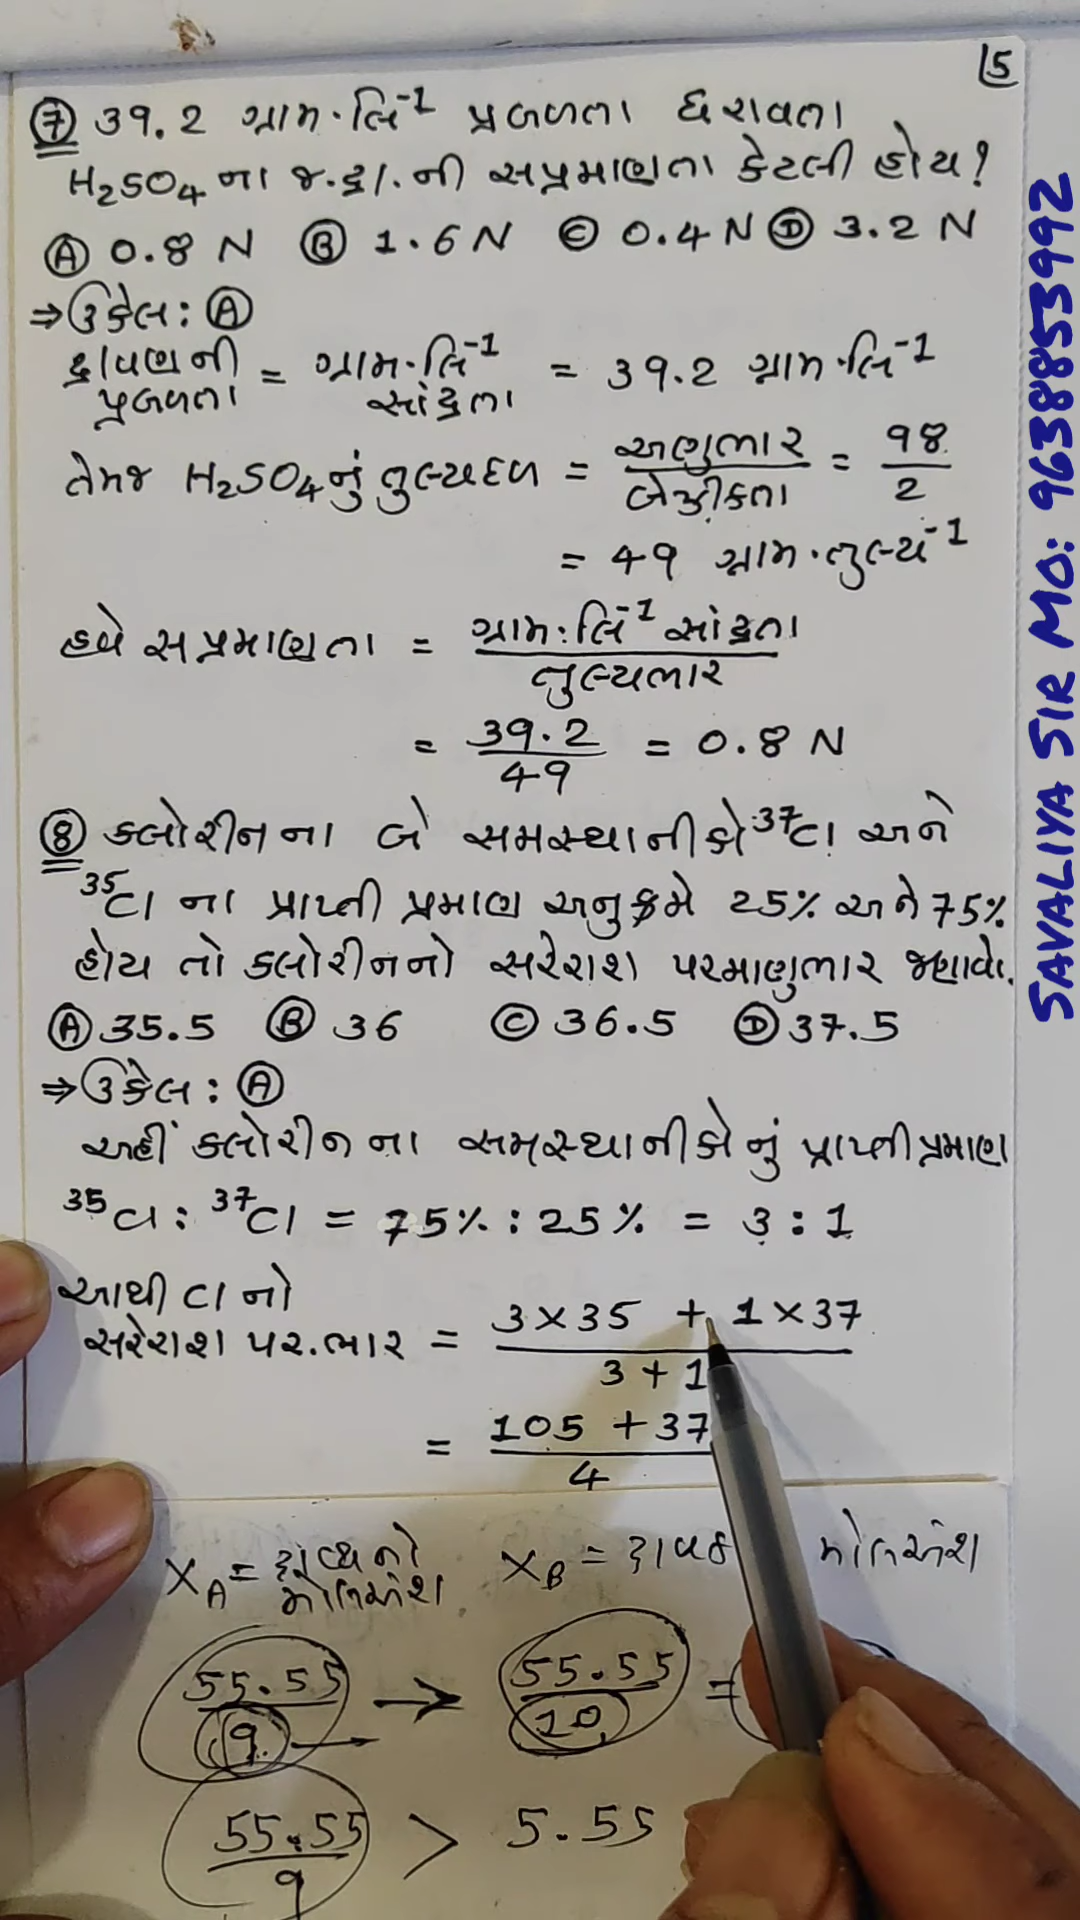 5
⑦ 39.2 ગ્રામ·લિ⁻¹ પ્રબળતા ધરાવતા
H₂SO₄ ના જ.દ્રા.ની સપ્રમાણતા કેટલી હોય?
Ⓐ 0.8 N Ⓑ 1.6 N Ⓒ 0.4 N Ⓓ 3.2 N
⇒ ઉકેલ: Ⓐ
દ્રાવણની પ્રબળતા = ગ્રામ·લિ⁻¹ સાંદ્રતા = 39.2 ગ્રામ·લિ⁻¹
તેમજ H₂SO₄નું તુલ્યદળ = અણુભાર / બેઝીકતા = 98 / 2
= 49 ગ્રામ·તુલ્ય⁻¹
હવે સપ્રમાણતા = ગ્રામ·લિ⁻¹ સાંદ્રતા / તુલ્યભાર
= 39.2 / 49 = 0.8 N
⑧ ક્લોરીનના બે સમસ્થાનીકો ³⁷Cl અને
³⁵Cl ના પ્રાપ્તી પ્રમાણ અનુક્રમે 25% અને 75%
હોય તો ક્લોરીનનો સરેરાશ પરમાણુભાર જણાવો.
Ⓐ 35.5 Ⓑ 36 Ⓒ 36.5 Ⓓ 37.5
⇒ ઉકેલ: Ⓐ
અહીં ક્લોરીનના સમસ્થાનીકોનું પ્રાપ્તીપ્રમાણ
³⁵Cl : ³⁷Cl = 75% : 25% = 3 : 1
આથી Cl નો
સરેરાશ પર.ભાર = 3×35 + 1×37 / 3 + 1
= 105 + 37 / 4
X_A = દ્રાવ્યનો મોલઅંશ X_B = દ્રાવક મોલઅંશ
55.55 / 9 → 55.55 / 10 =
55.55 / 9 > 5.55
SAVALIYA SIR MO: 9638853992